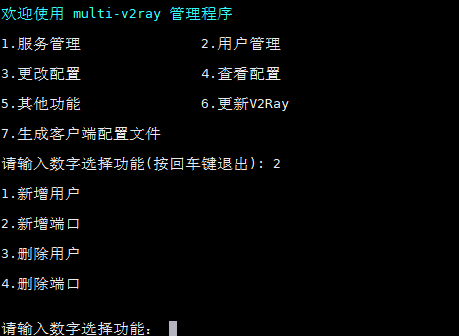 欢迎使用 multi-v2ray 管理程序
1.服务管理 2.用户管理
3.更改配置 4.查看配置
5.其他功能 6.更新V2Ray
7.生成客户端配置文件
请输入数字选择功能(按回车键退出): 2
1.新增用户
2.新增端口
3.删除用户
4.删除端口
请输入数字选择功能：